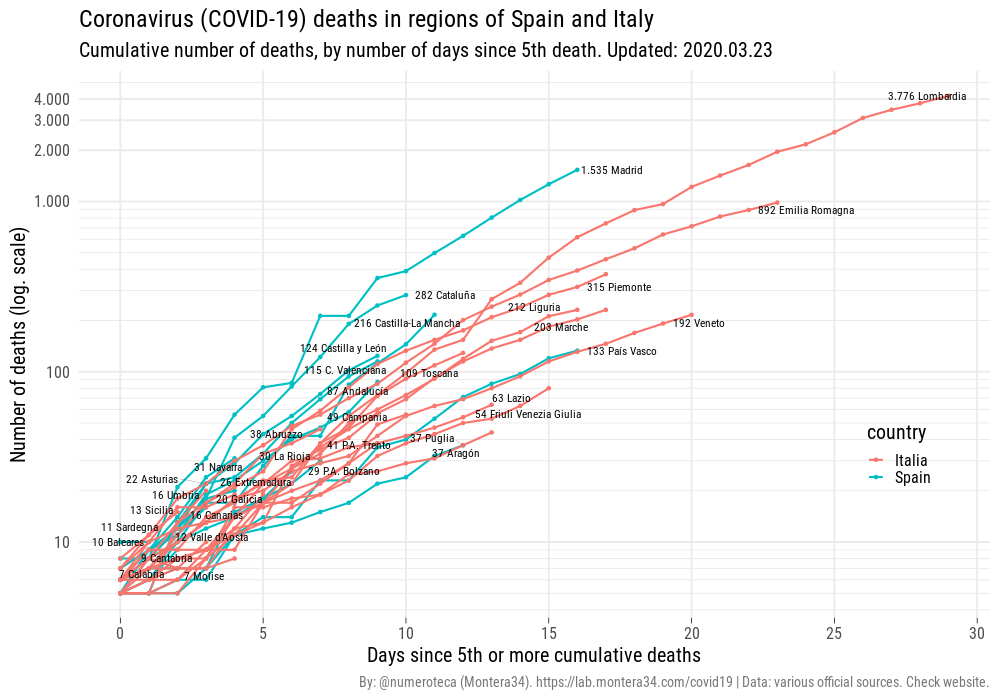 Coronavirus (COVID-19) deaths in regions of Spain and Italy
Cumulative number of deaths, by number of days since 5th death. Updated: 2020.03.23
Number of deaths (log. scale)
4.000
3.000
2.000
1.000
100
10
3.776 Lombardia
1.535 Madrid
892 Emilia Romagna
282 Cataluña
315 Piemonte
212 Liguria
216 Castilla-La Mancha
203 Marche
192 Veneto
124 Castilla y León
133 País Vasco
115 C. Valenciana
109 Toscana
87 Andalucía
63 Lazio
49 Campania
54 Friuli Venezia Giulia
38 Abruzzo
37 Puglia
41 P.A. Trento
30 La Rioja
37 Aragón
31 Navarra
29 P.A. Bolzano
22 Asturias
26 Extremadura
16 Umbria
20 Galicia
13 Sicilia
16 Canarias
11 Sardegna
12 Valle d'Aosta
10 Baleares
9 Cantabria
7 Calabria
7 Molise
country
Italia
Spain
0
5
10
15
20
25
30
Days since 5th or more cumulative deaths
By: @numeroteca (Montera34). https://lab.montera34.com/covid19 | Data: various official sources. Check website.